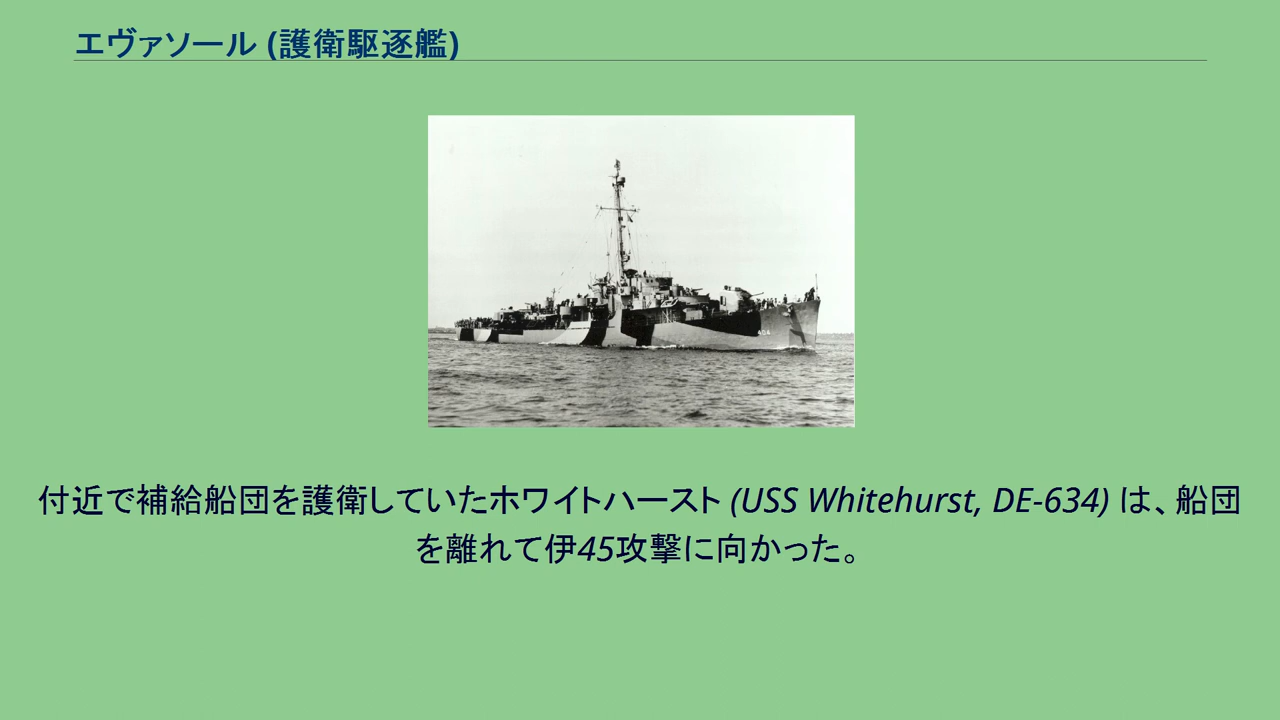 エヴァソール (護衛駆逐艦)
付近で補給船団を護衛していたホワイトハースト (USS Whitehurst, DE-634) は、船団
を離れて伊45攻撃に向かった。